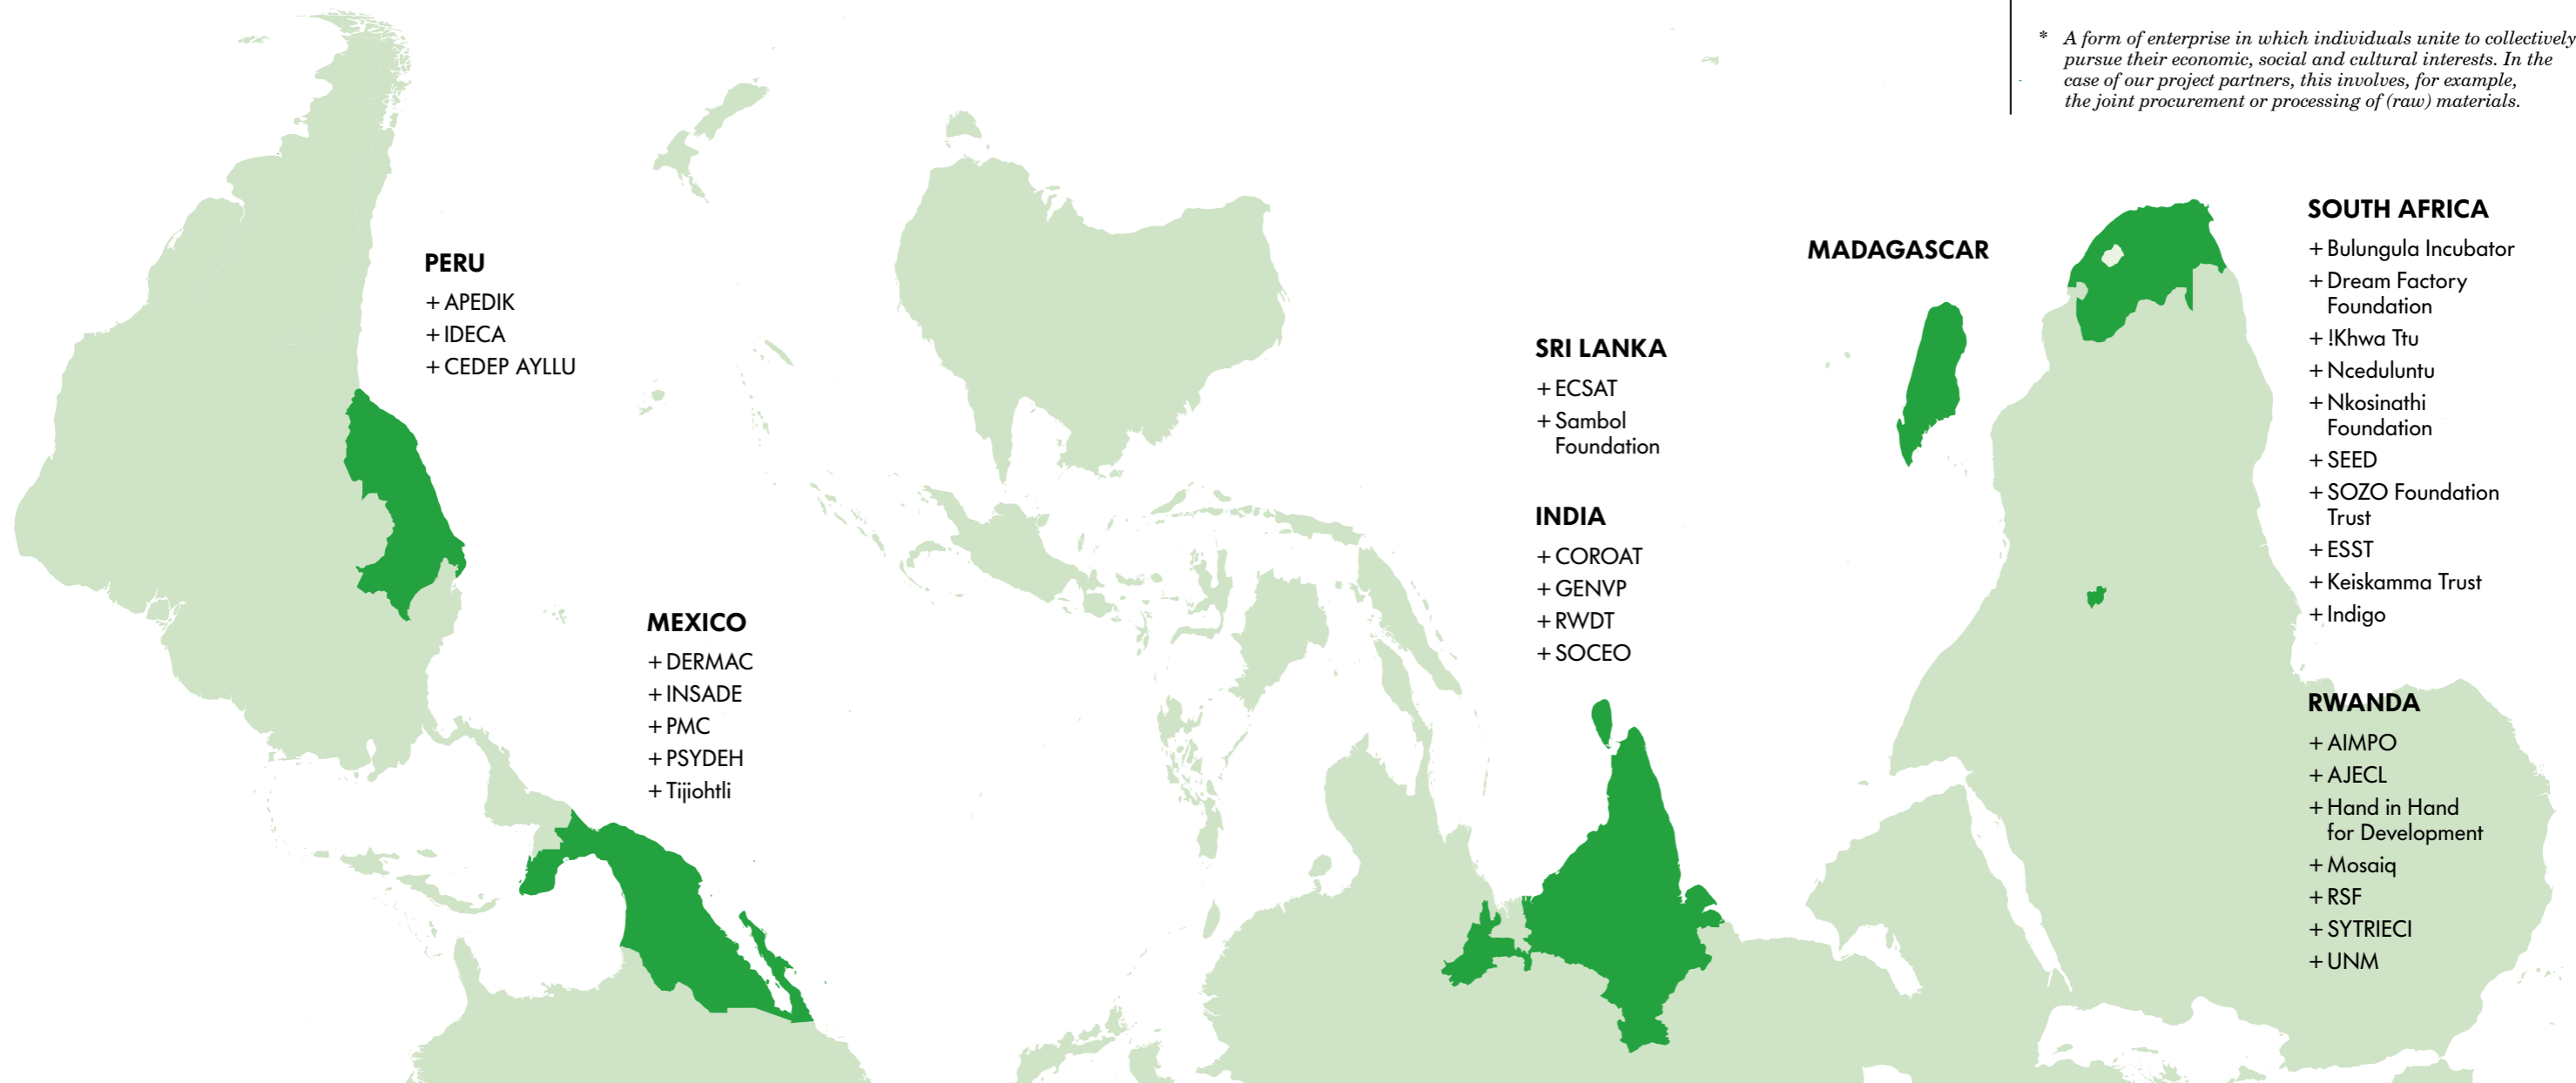 * A form of enterprise in which individuals unite to collectively
pursue their economic, social and cultural interests. In the
case of our project partners, this involves, for example,
the joint procurement or processing of (raw) materials.
PERU
+ APEDIK
+ IDECA
+ CEDEP AYLLU
MEXICO
+ DERMAC
+ INSADE
+ PMC
+ PSYDEH
+ Tijiohtli
SRI LANKA
+ ECSAT
+ Sambol
Foundation
INDIA
+ COROAT
+ GENVP
+ RWDT
+ SOCEO
MADAGASCAR
SOUTH AFRICA
+ Bulungula Incubator
+ Dream Factory
Foundation
+ !Khwa Ttu
+ Nceduluntu
+ Nkosinathi
Foundation
+ SEED
+ SOZO Foundation
Trust
+ ESST
+ Keiskamma Trust
+ Indigo
RWANDA
+ AIMPO
+ AJECL
+ Hand in Hand
for Development
+ Mosaiq
+ RSF
+ SYTRIECI
+ UNM